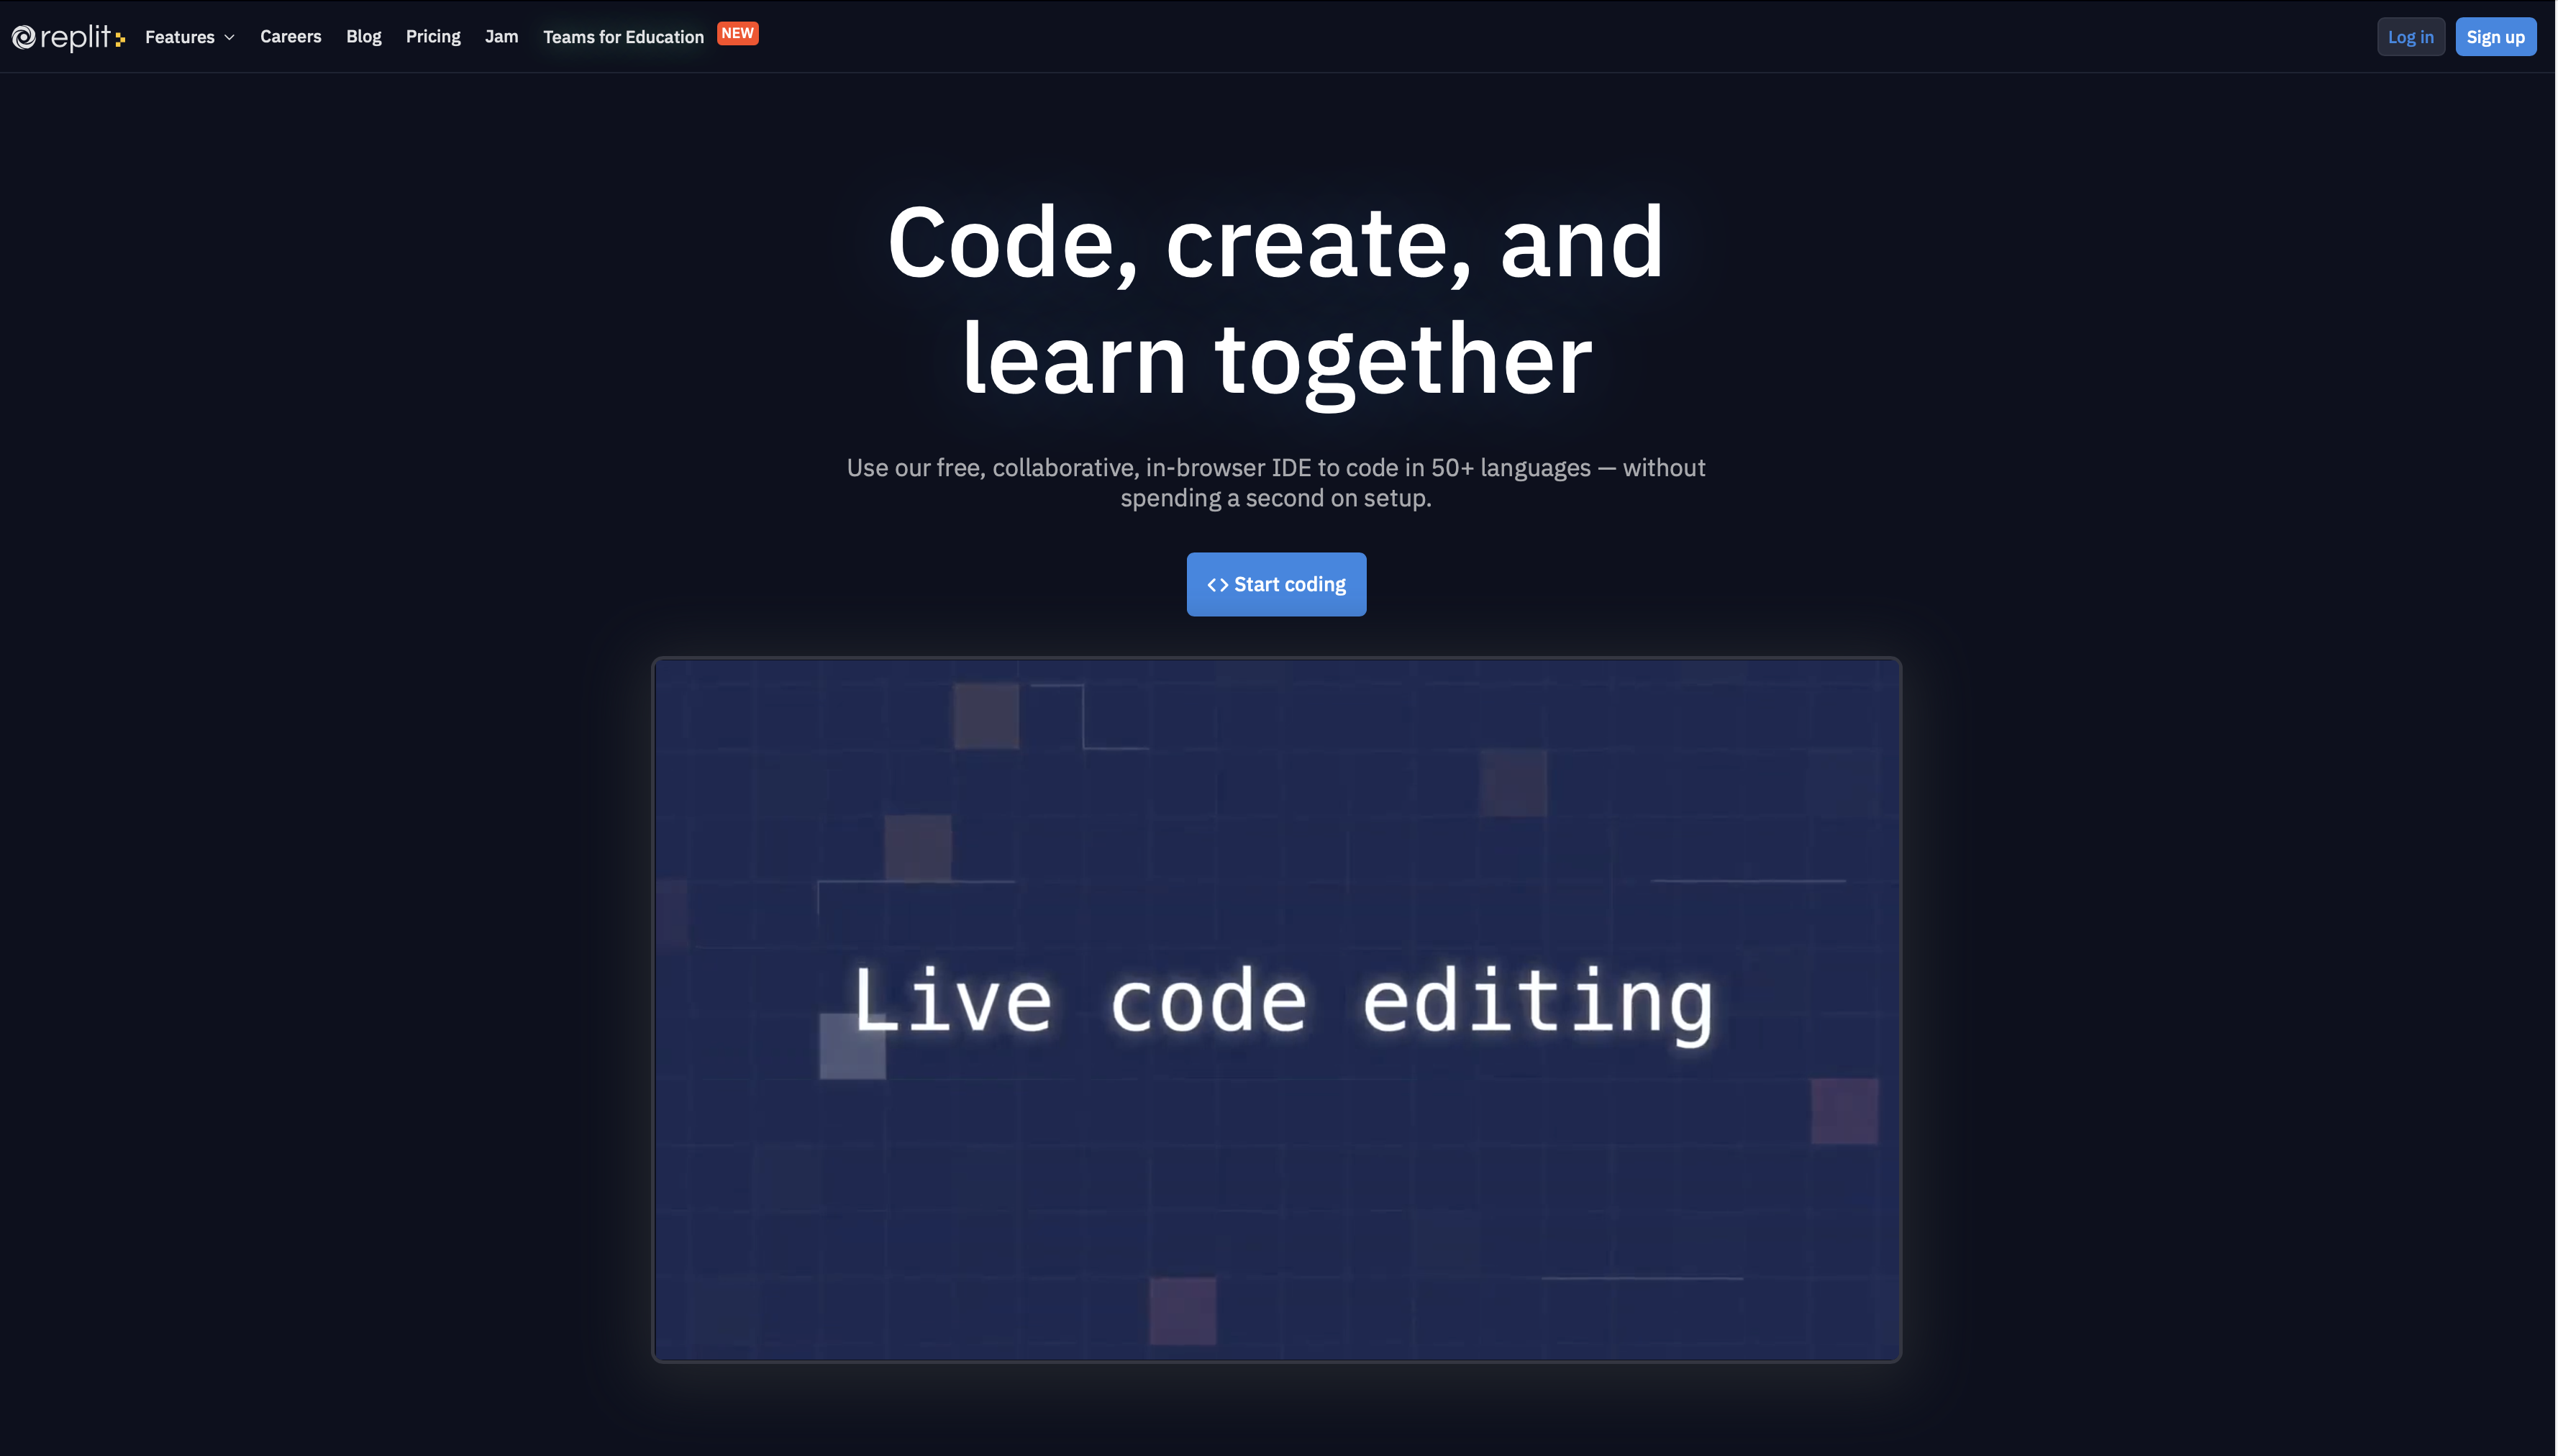 replit
Features
Careers
Blog
Pricing
Jam
Teams for Education
NEW
Log in
Sign up
Code, create, and
learn together
Use our free, collaborative, in-browser IDE to code in 50+ languages — without
spending a second on setup.
<> Start coding
Live code editing